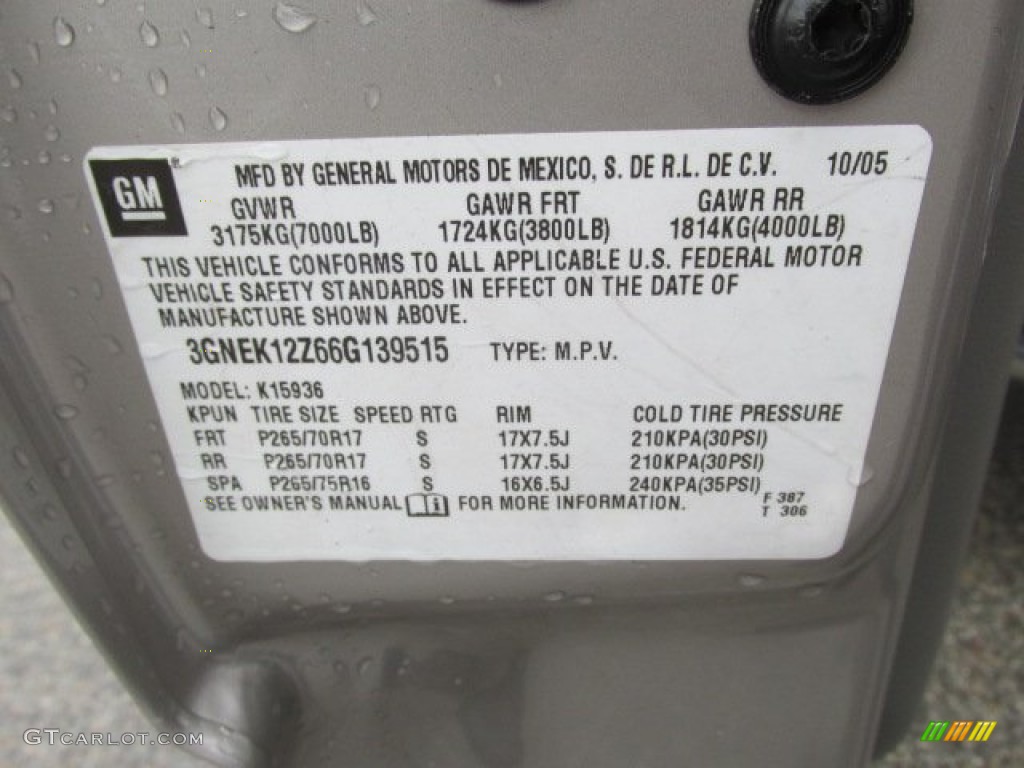 GM ® MFD BY GENERAL MOTORS DE MEXICO, S. DE R.L. DE C.V. 10/05
GVWR GAWR FRT GAWR RR
3175KG(7000LB) 1724KG(3800LB) 1814KG(4000LB)
THIS VEHICLE CONFORMS TO ALL APPLICABLE U.S. FEDERAL MOTOR
VEHICLE SAFETY STANDARDS IN EFFECT ON THE DATE OF
MANUFACTURE SHOWN ABOVE.
3GNEK12Z66G139515 TYPE: M.P.V.
MODEL: K15936
KPUN TIRE SIZE SPEED RTG RIM COLD TIRE PRESSURE
FRT P265/70R17 S 17X7.5J 210KPA(30PSI)
RR P265/70R17 S 17X7.5J 210KPA(30PSI)
SPA P265/75R16 S 16X6.5J 240KPA(35PSI)
SEE OWNER'S MANUAL i FOR MORE INFORMATION.
F 387
T 306
GTCARLOT.COM